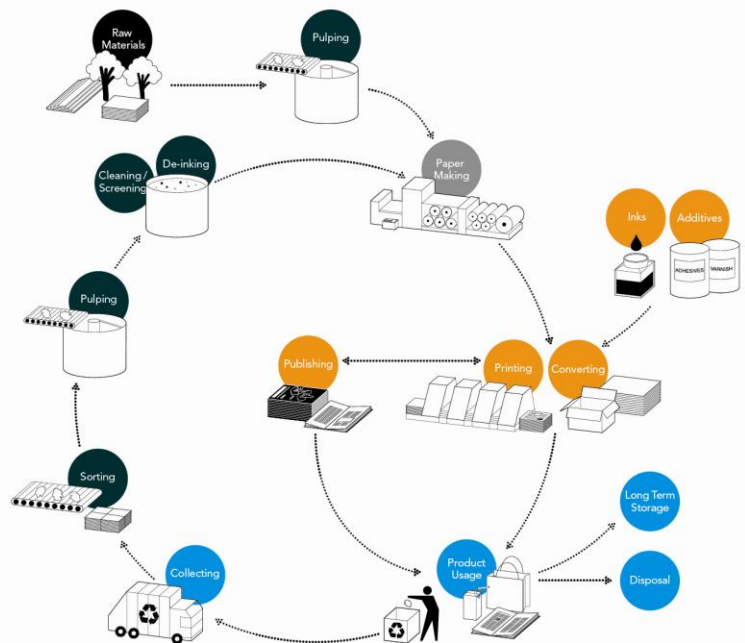 Raw
Materials
Pulping
De-inking
Cleaning /
Screening
Paper
Making
Inks
Additives
ADHESIVES
VARNISH
Pulping
Publishing
Printing
Converting
Sorting
Long Term
Storage
Product
Usage
Collecting
Disposal